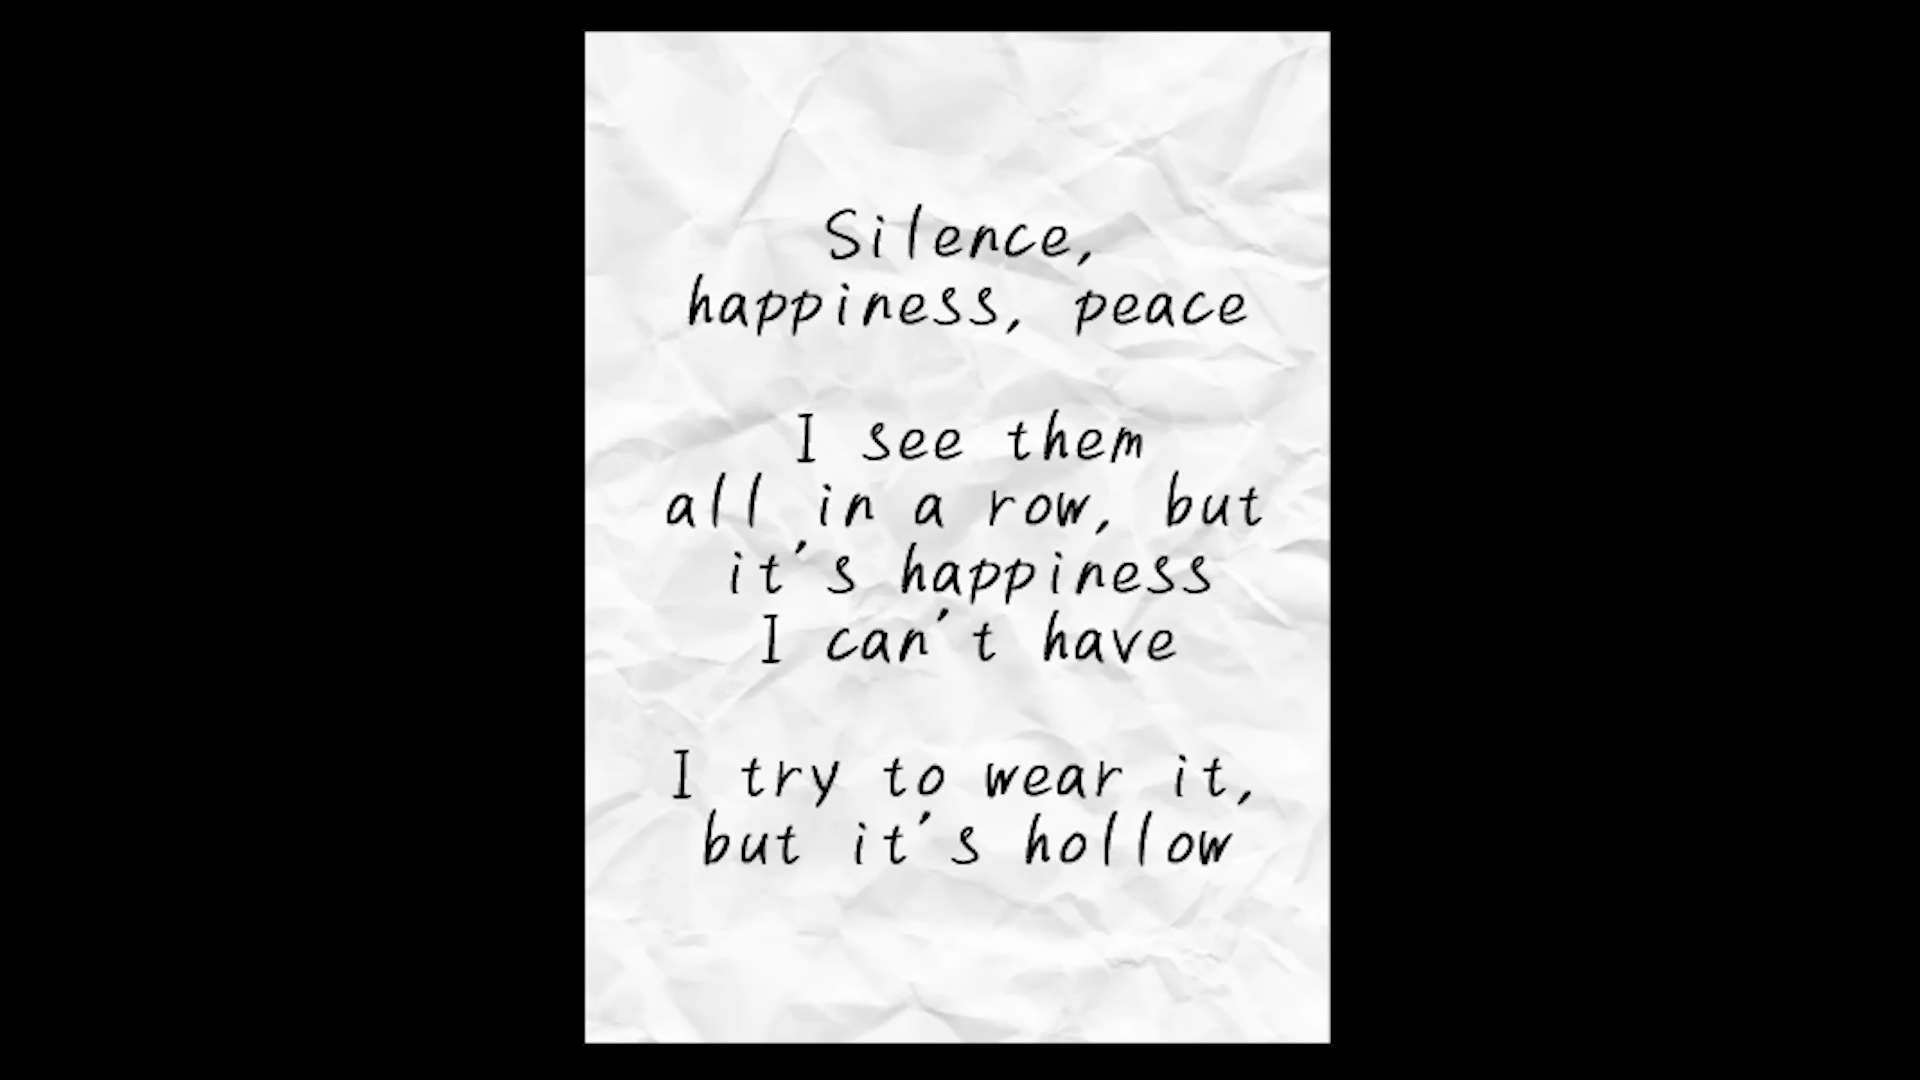 Silence,
happiness, peace
I see them
all in a row, but
it's happiness
I can't have
I try to wear it,
but it's hollow